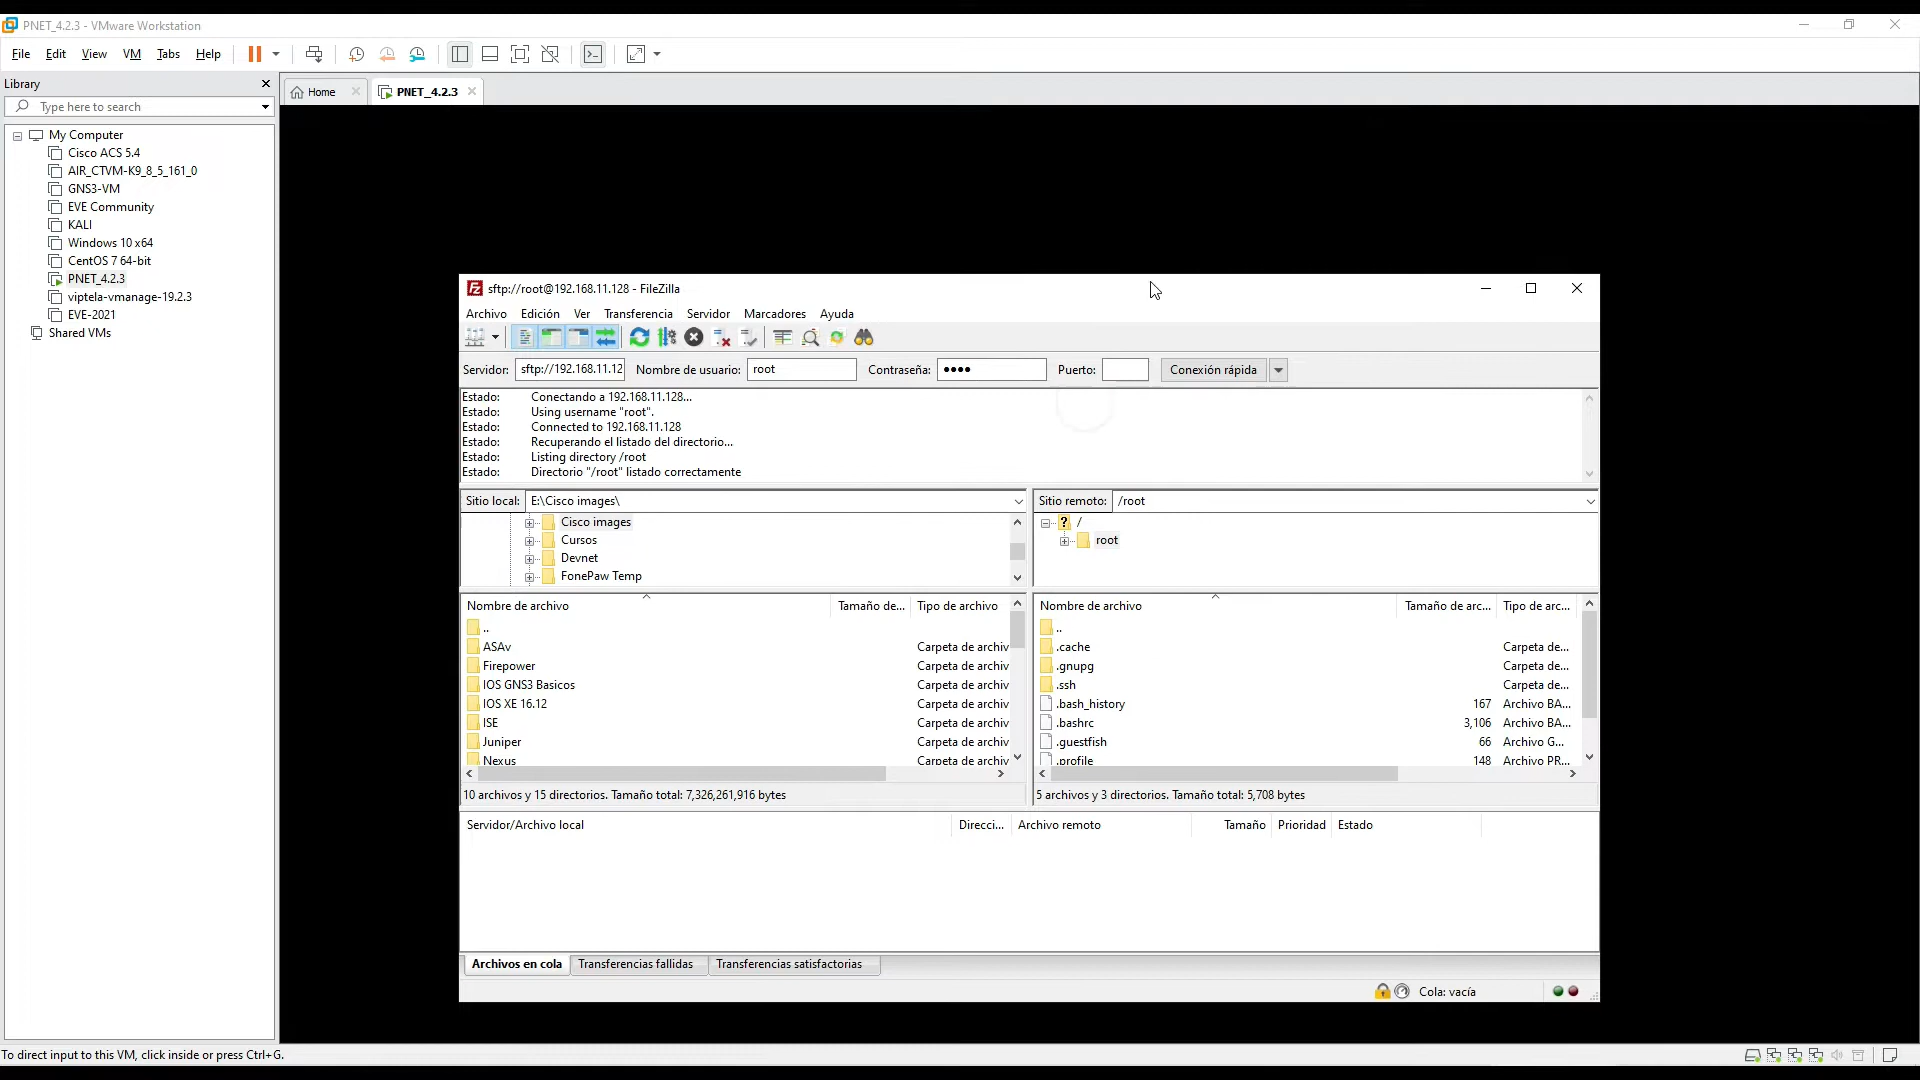 PNET_4.2.3 - VMware Workstation
File Edit View VM Tabs Help
Library
Type here to search
My Computer
Cisco ACS 5.4
AIR_CTVM-K9_8_5_161_0
GNS3-VM
EVE Community
KALI
Windows 10 x64
CentOS 7 64-bit
PNET_4.2.3
viptela-vmanage-19.2.3
EVE-2021
Shared VMs
Home PNET_4.2.3
sftp://root@192.168.11.128 - FileZilla
Archivo Edición Ver Transferencia Servidor Marcadores Ayuda
Servidor: sftp://192.168.11.12 Nombre de usuario: root Contraseña: •••• Puerto: Conexión rápida
Estado: Conectando a 192.168.11.128...
Estado: Using username "root".
Estado: Connected to 192.168.11.128
Estado: Recuperando el listado del directorio...
Estado: Listing directory /root
Estado: Directorio "/root" listado correctamente
Sitio local: E:\Cisco images\
Cisco images
Cursos
Devnet
FonePaw Temp
Sitio remoto: /root
/
root
Nombre de archivo Tamaño de... Tipo de archivo
..
ASAv Carpeta de archiv
Firepower Carpeta de archiv
IOS GNS3 Basicos Carpeta de archiv
IOS XE 16.12 Carpeta de archiv
ISE Carpeta de archiv
Juniper Carpeta de archiv
Nexus Carpeta de archiv
10 archivos y 15 directorios. Tamaño total: 7,326,261,916 bytes
Nombre de archivo Tamaño de arc... Tipo de arc...
..
.cache Carpeta de...
.gnupg Carpeta de...
.ssh Carpeta de...
.bash_history 167 Archivo BA...
.bashrc 3,106 Archivo BA...
.guestfish 66 Archivo G...
.profile 148 Archivo PR...
5 archivos y 3 directorios. Tamaño total: 5,708 bytes
Servidor/Archivo local Direcci... Archivo remoto Tamaño Prioridad Estado
Archivos en cola Transferencias fallidas Transferencias satisfactorias
Cola: vacía
To direct input to this VM, click inside or press Ctrl+G.